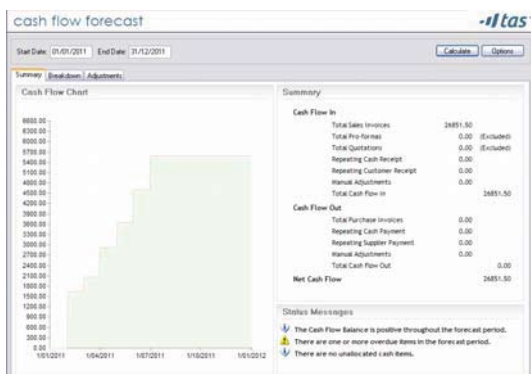 cash flow forecast
tas
Start Date 01/01/2011 End Date 31/12/2011 Calculate Options
Summary Breakdown Adjustments
Cash Flow Chart
6600.00
6300.00
6000.00
5700.00
5400.00
5100.00
4800.00
4500.00
4200.00
3900.00
3600.00
3300.00
3000.00
2700.00
2400.00
2100.00
1800.00
1500.00
1200.00
900.00
600.00
300.00
0.00
1/01/2011 1/04/2011 1/07/2011 1/10/2011 1/01/2012
Summary
Cash Flow In
Total Sales Invoices 26851.50
Total Pro-formas 0.00 (Excluded)
Total Quotations 0.00 (Excluded)
Repeating Cash Receipt 0.00
Repeating Customer Receipt 0.00
Manual Adjustments 0.00
Total Cash Flow In 26851.50
Cash Flow Out
Total Purchase Invoices 0.00
Repeating Cash Payment 0.00
Repeating Supplier Payment 0.00
Manual Adjustments 0.00
Total Cash Flow Out 0.00
Net Cash Flow 26851.50
Status Messages
The Cash Flow Balance is positive throughout the forecast period.
There are one or more overdue items in the forecast period.
There are no unallocated cash items.